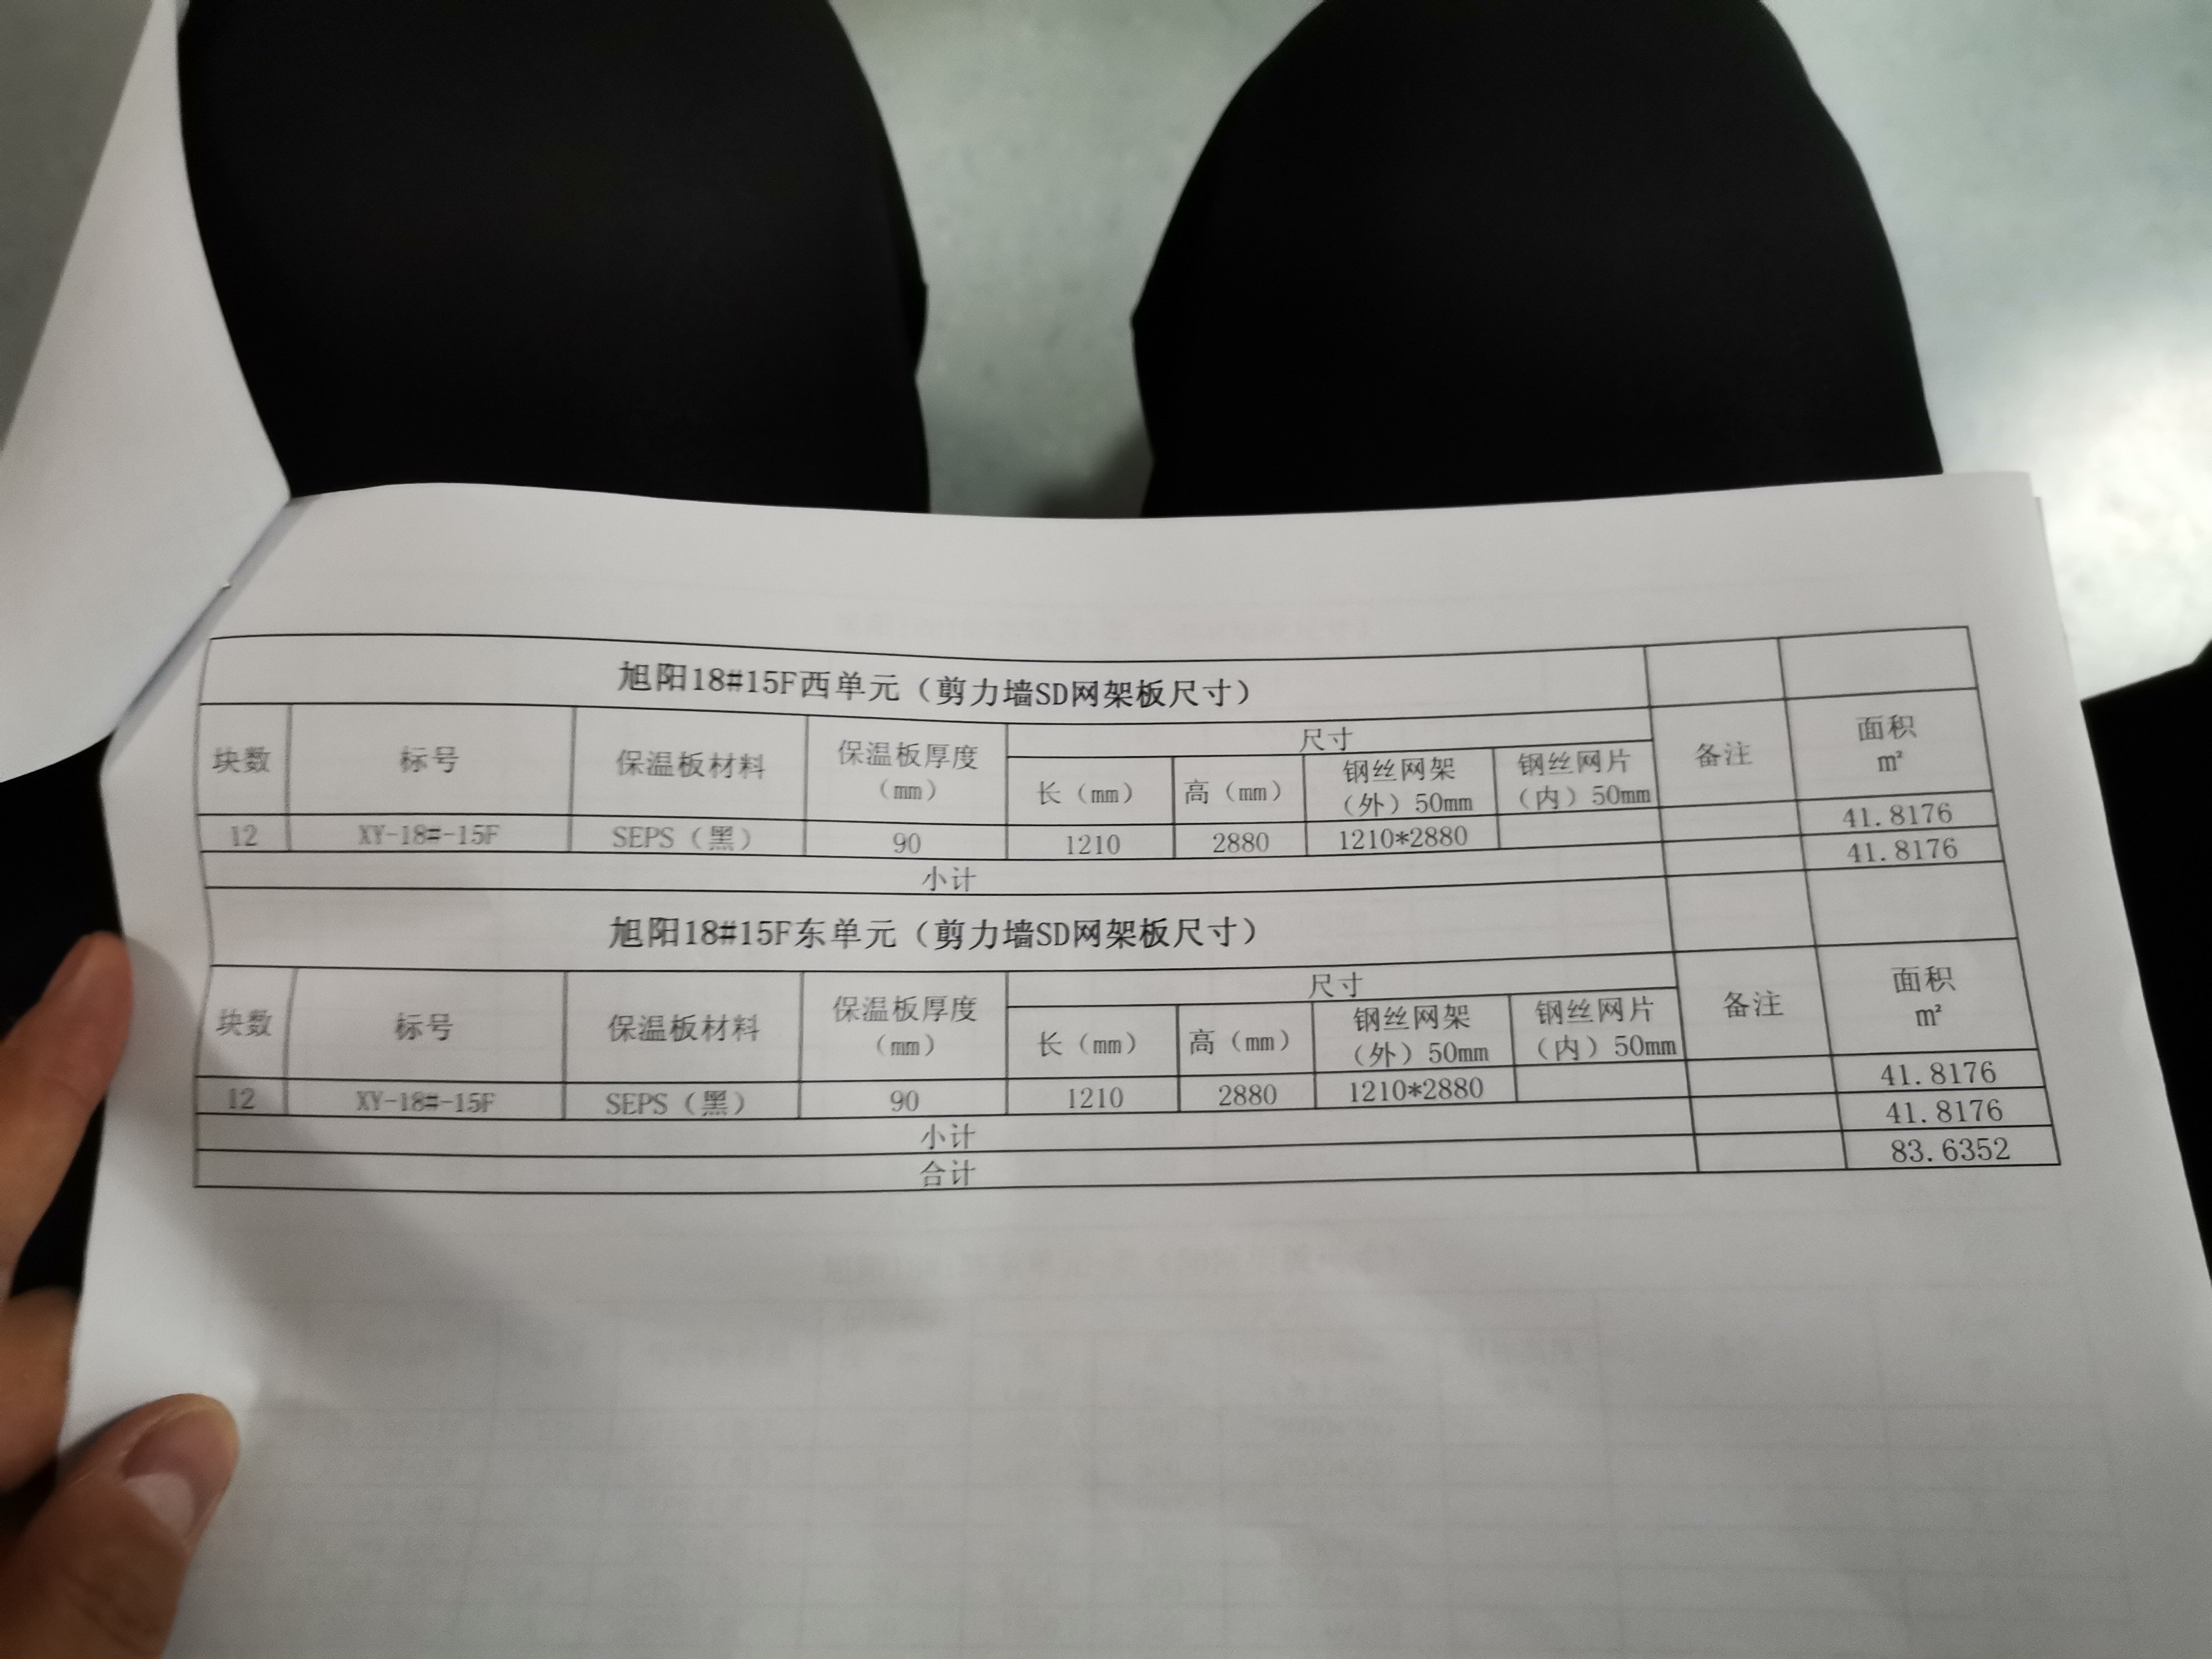 旭阳18#15F西单元（剪力墙SD网架板尺寸）
块数 标号 保温板材料 保温板厚度（mm） 尺寸 备注 面积 m²
长（mm） 高（mm） 钢丝网架（外）50mm 钢丝网片（内）50mm
12 XY-18#-15F SEPS（黑） 90 1210 2880 1210*2880 41.8176
小计 41.8176
旭阳18#15F东单元（剪力墙SD网架板尺寸）
块数 标号 保温板材料 保温板厚度（mm） 尺寸 备注 面积 m²
长（mm） 高（mm） 钢丝网架（外）50mm 钢丝网片（内）50mm
12 XY-18#-15F SEPS（黑） 90 1210 2880 1210*2880 41.8176
小计 41.8176
合计 83.6352